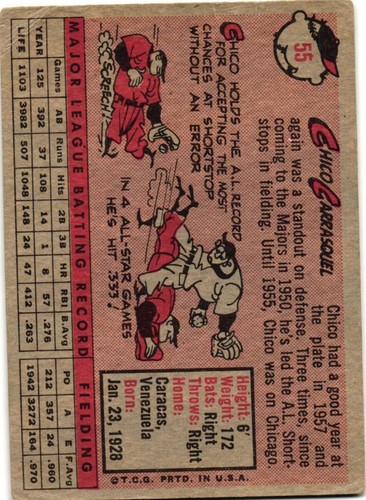 55
CHICO CARRASQUEL
Chico had a good year at
the plate in 1957 and
again was a standout on
defense. Three times, since
coming to the Majors in
1950, he's led the A.L. Short-
stops in fielding. Until 1955,
Chico was on Chicago.
CHICO HOLDS THE A.L. RECORD
FOR ACCEPTING THE MOST
CHANCES AT SHORTSTOP
WITHOUT AN ERROR
SCREECH!
IN 4 ALL-STAR GAMES
HE'S HIT .333!
Height: 6'
Weight: 172
Bats: Right
Throws: Right
Home:
Caracas,
Venezuela
Born:
Jan. 23, 1928
MAJOR LEAGUE BATTING RECORD FIELDING
Games AB Runs Hits 2B 3B HR RBI B.Avg PO A E F.Avg
YEAR 125 392 37 108 14 1 8 57 .276 212 357 24 .960
LIFE 1103 3982 507 1048 148 24 47 412 .263 1942 3272 164 .970
© T.C.G. PRTD. IN U.S.A.